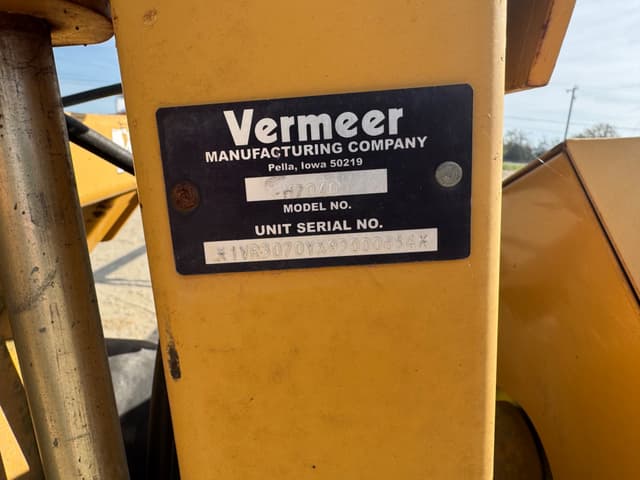 Vermeer
MANUFACTURING COMPANY
Pella, Iowa 50219
MODEL NO.
UNIT SERIAL NO.